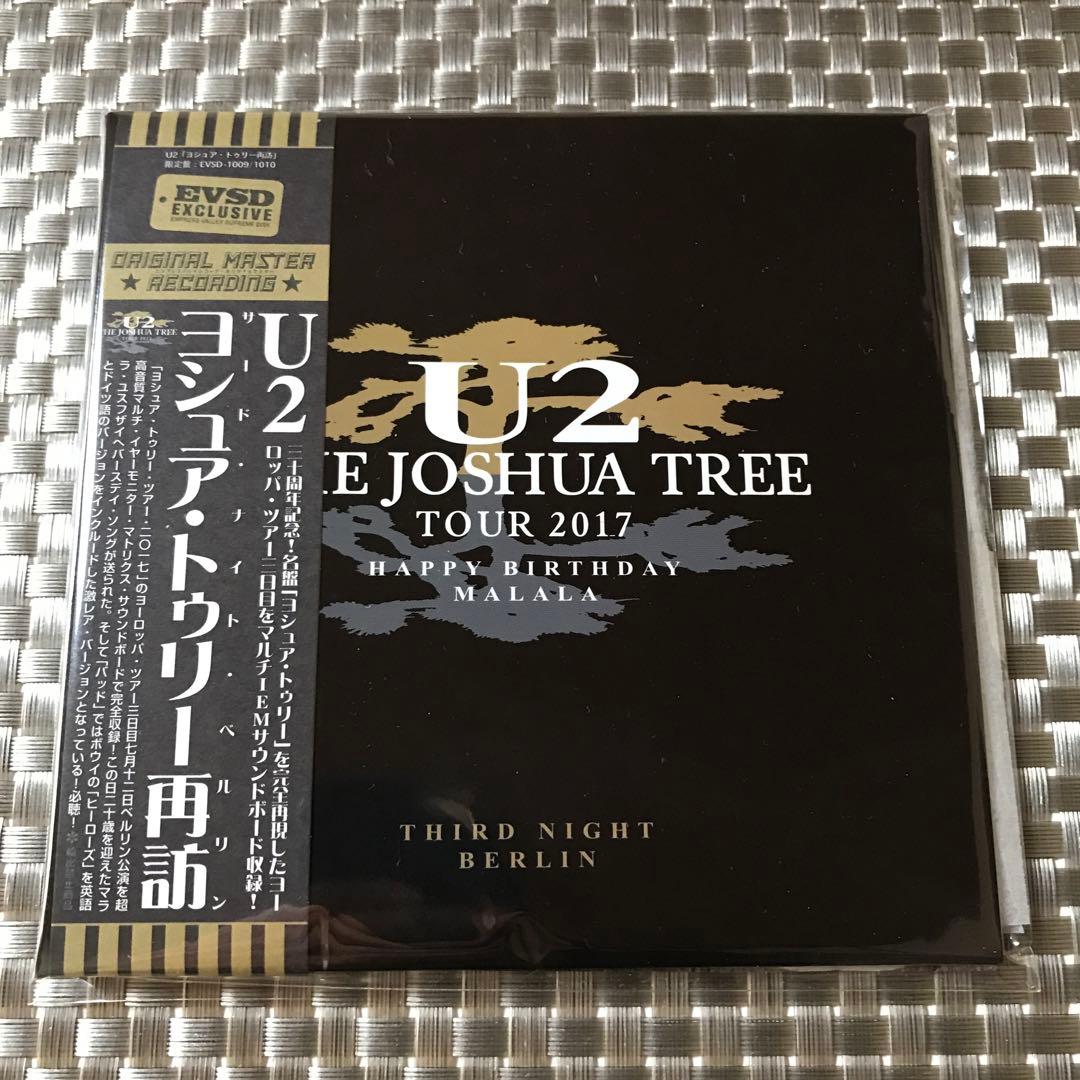 U2「ヨシュア・トゥリー再訪」
限定盤：EVSD-1009/1010
EVSD
EXCLUSIVE
EMPRESS VALLEY SUPREME DISK
ORIGINAL MASTER
★ RECORDING ★
U2
HE JOSHUA TREE
TOUR 2017
U2
三十周年記念！名盤「ヨシュア・トゥリー」を完全再現したヨー
ロッパ・ツアー三日目をマルチIEMサウンドボード収録！
サード・ナイト・ベルリン
ヨシュア・トゥリー再訪
「ヨシュア・トゥリー・ツアー・二〇一七」のヨーロッパ・ツアー三日目七月十二日ベルリン公演を超
高音質マルチ・イヤーモニター・マトリクス・サウンドボードで完全収録！この日二十歳を迎えたマラ
ラ・ユスフザイへバースデイ・ソングが送られた。そして「バッド」ではボウイの「ヒーローズ」を英語
とドイツ語のバージョンをインクルードした激レア・バージョンとなっている！必聴！
U2
HE JOSHUA TREE
TOUR 2017
HAPPY BIRTHDAY
MALALA
THIRD NIGHT
BERLIN